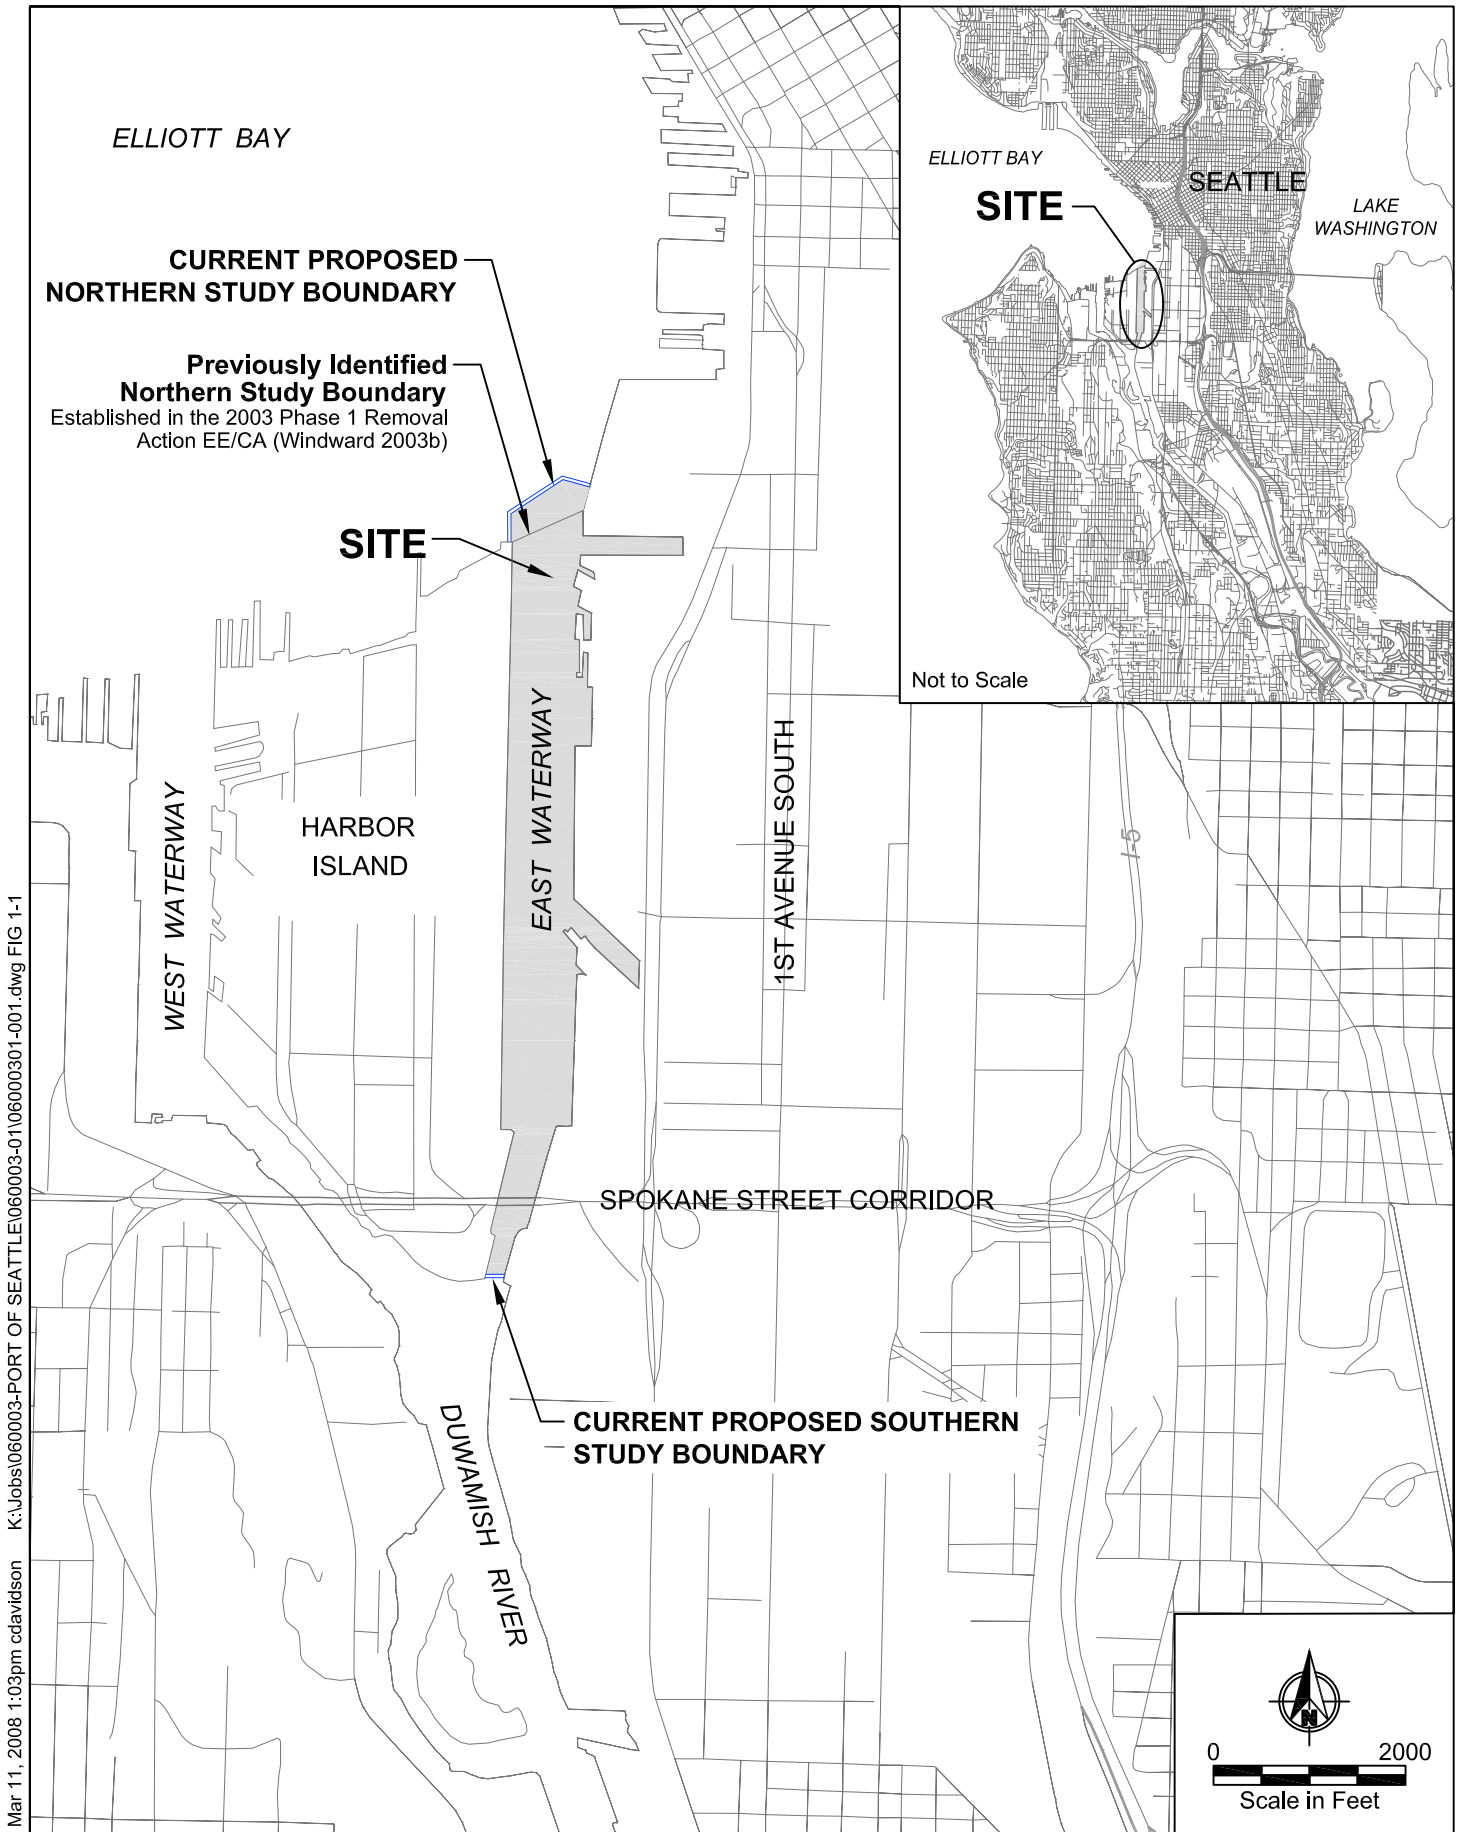 ELLIOTT BAY
CURRENT PROPOSED
NORTHERN STUDY BOUNDARY
Previously Identified
Northern Study Boundary
Established in the 2003 Phase 1 Removal
Action EE/CA (Windward 2003b)
SITE
ELLIOTT BAY
SITE
SEATTLE
LAKE
WASHINGTON
Not to Scale
WEST WATERWAY
HARBOR
ISLAND
EAST WATERWAY
1ST AVENUE SOUTH
I-5
SPOKANE STREET CORRIDOR
CURRENT PROPOSED SOUTHERN
STUDY BOUNDARY
DUWAMISH RIVER
N
0 2000
Scale in Feet
Mar 11, 2008 1:03pm cdavidson K:\Jobs\060003-PORT OF SEATTLE\060003-01\06000301-001.dwg FIG 1-1